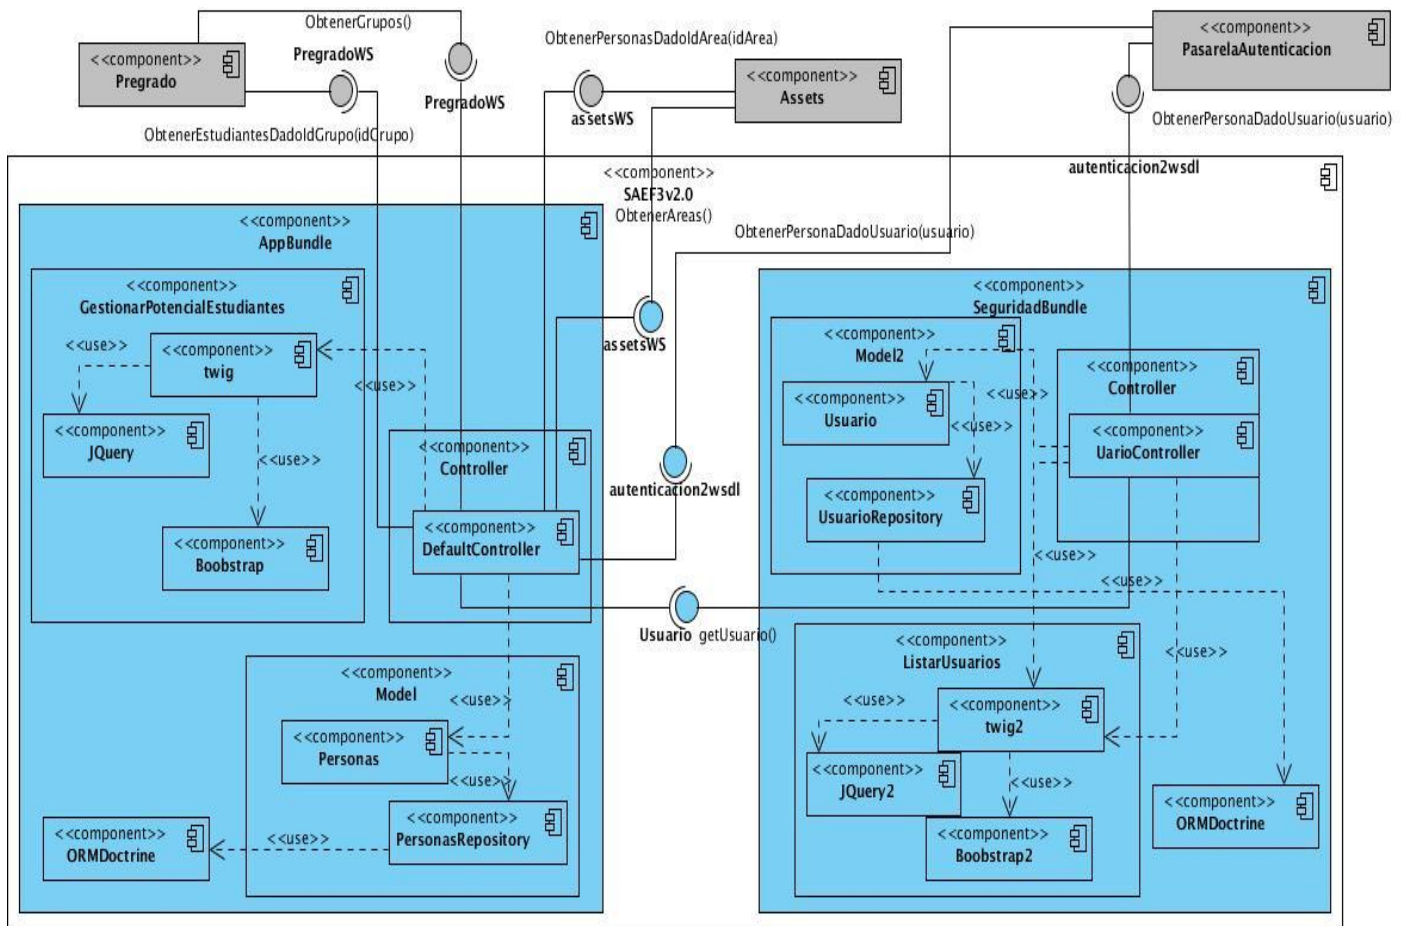 ObtenerGrupos()
<<component>>
Pregrado
PregradoWS
PregradoWS
ObtenerEstudiantesDadoIdGrupo(idGrupo)
ObtenerPersonasDadoIdArea(idArea)
assetsWS
<<component>>
Assets
<<component>>
PasarelaAutenticacion
ObtenerPersonaDadoUsuario(usuario)
autenticacion2wsdl
<<component>>
SAEF3v2.0
ObtenerAreas()
ObtenerPersonaDadoUsuario(usuario)
<<component>>
AppBundle
<<component>>
GestionarPotencialEstudiantes
<<use>>
<<component>>
twig
<<use>>
<<component>>
JQuery
<<use>>
<<component>>
Boobstrap
<<component>>
Controller
<<component>>
DefaultController
assetsWS
autenticacion2wsdl
Usuario getUsuario()
<<component>>
Model
<<use>>
<<component>>
Personas
<<use>>
<<component>>
PersonasRepository
<<use>>
<<component>>
ORMDoctrine
<<component>>
SeguridadBundle
<<component>>
Model2
<<component>>
Usuario
<<use>>
<<use>>
<<component>>
UsuarioRepository
<<component>>
Controller
<<component>>
UarioController
<<use>>
<<use>>
<<use>>
<<component>>
ListarUsuarios
<<use>>
<<component>>
twig2
<<component>>
JQuery2
<<use>>
<<component>>
Boobstrap2
<<component>>
ORMDoctrine